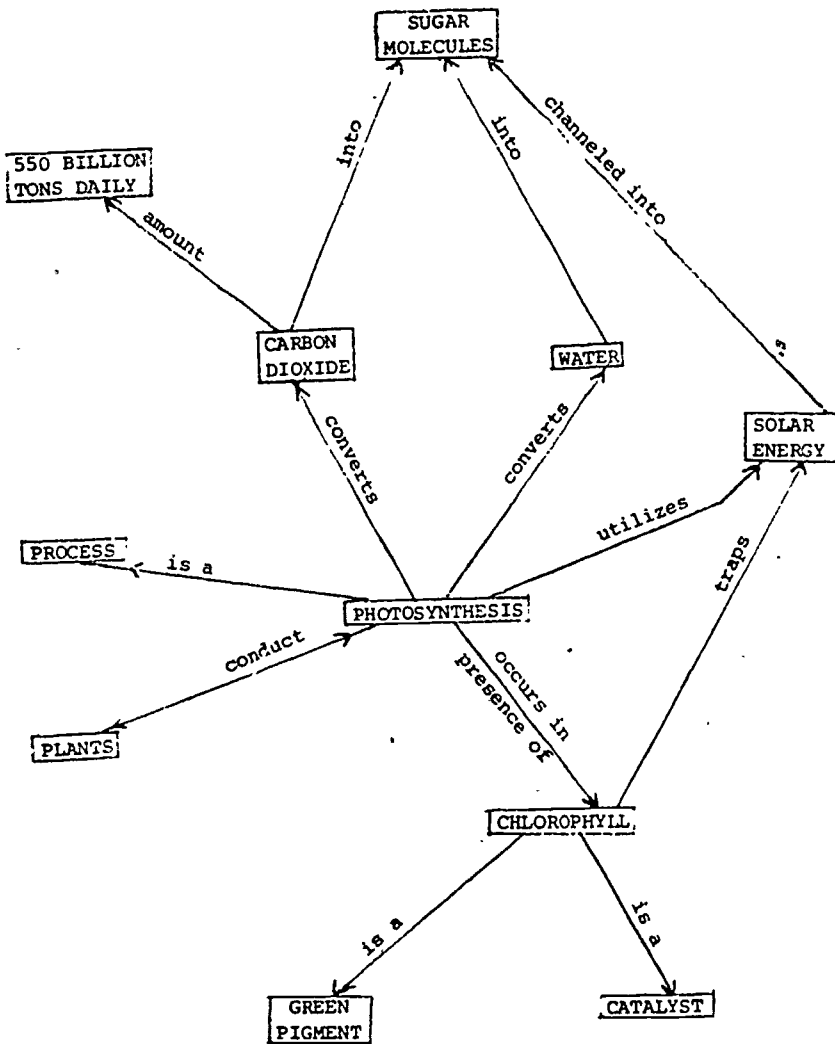 SUGAR
MOLECULES
into
into
channeled into
550 BILLION
TONS DAILY
amount
CARBON
DIOXIDE
WATER
SOLAR
ENERGY
converts
converts
utilizes
traps
PROCESS
is a
PHOTOSYNTHESIS
conduct
occurs in
presence of
PLANTS
CHLOROPHYLL
is a
is a
GREEN
PIGMENT
CATALYST